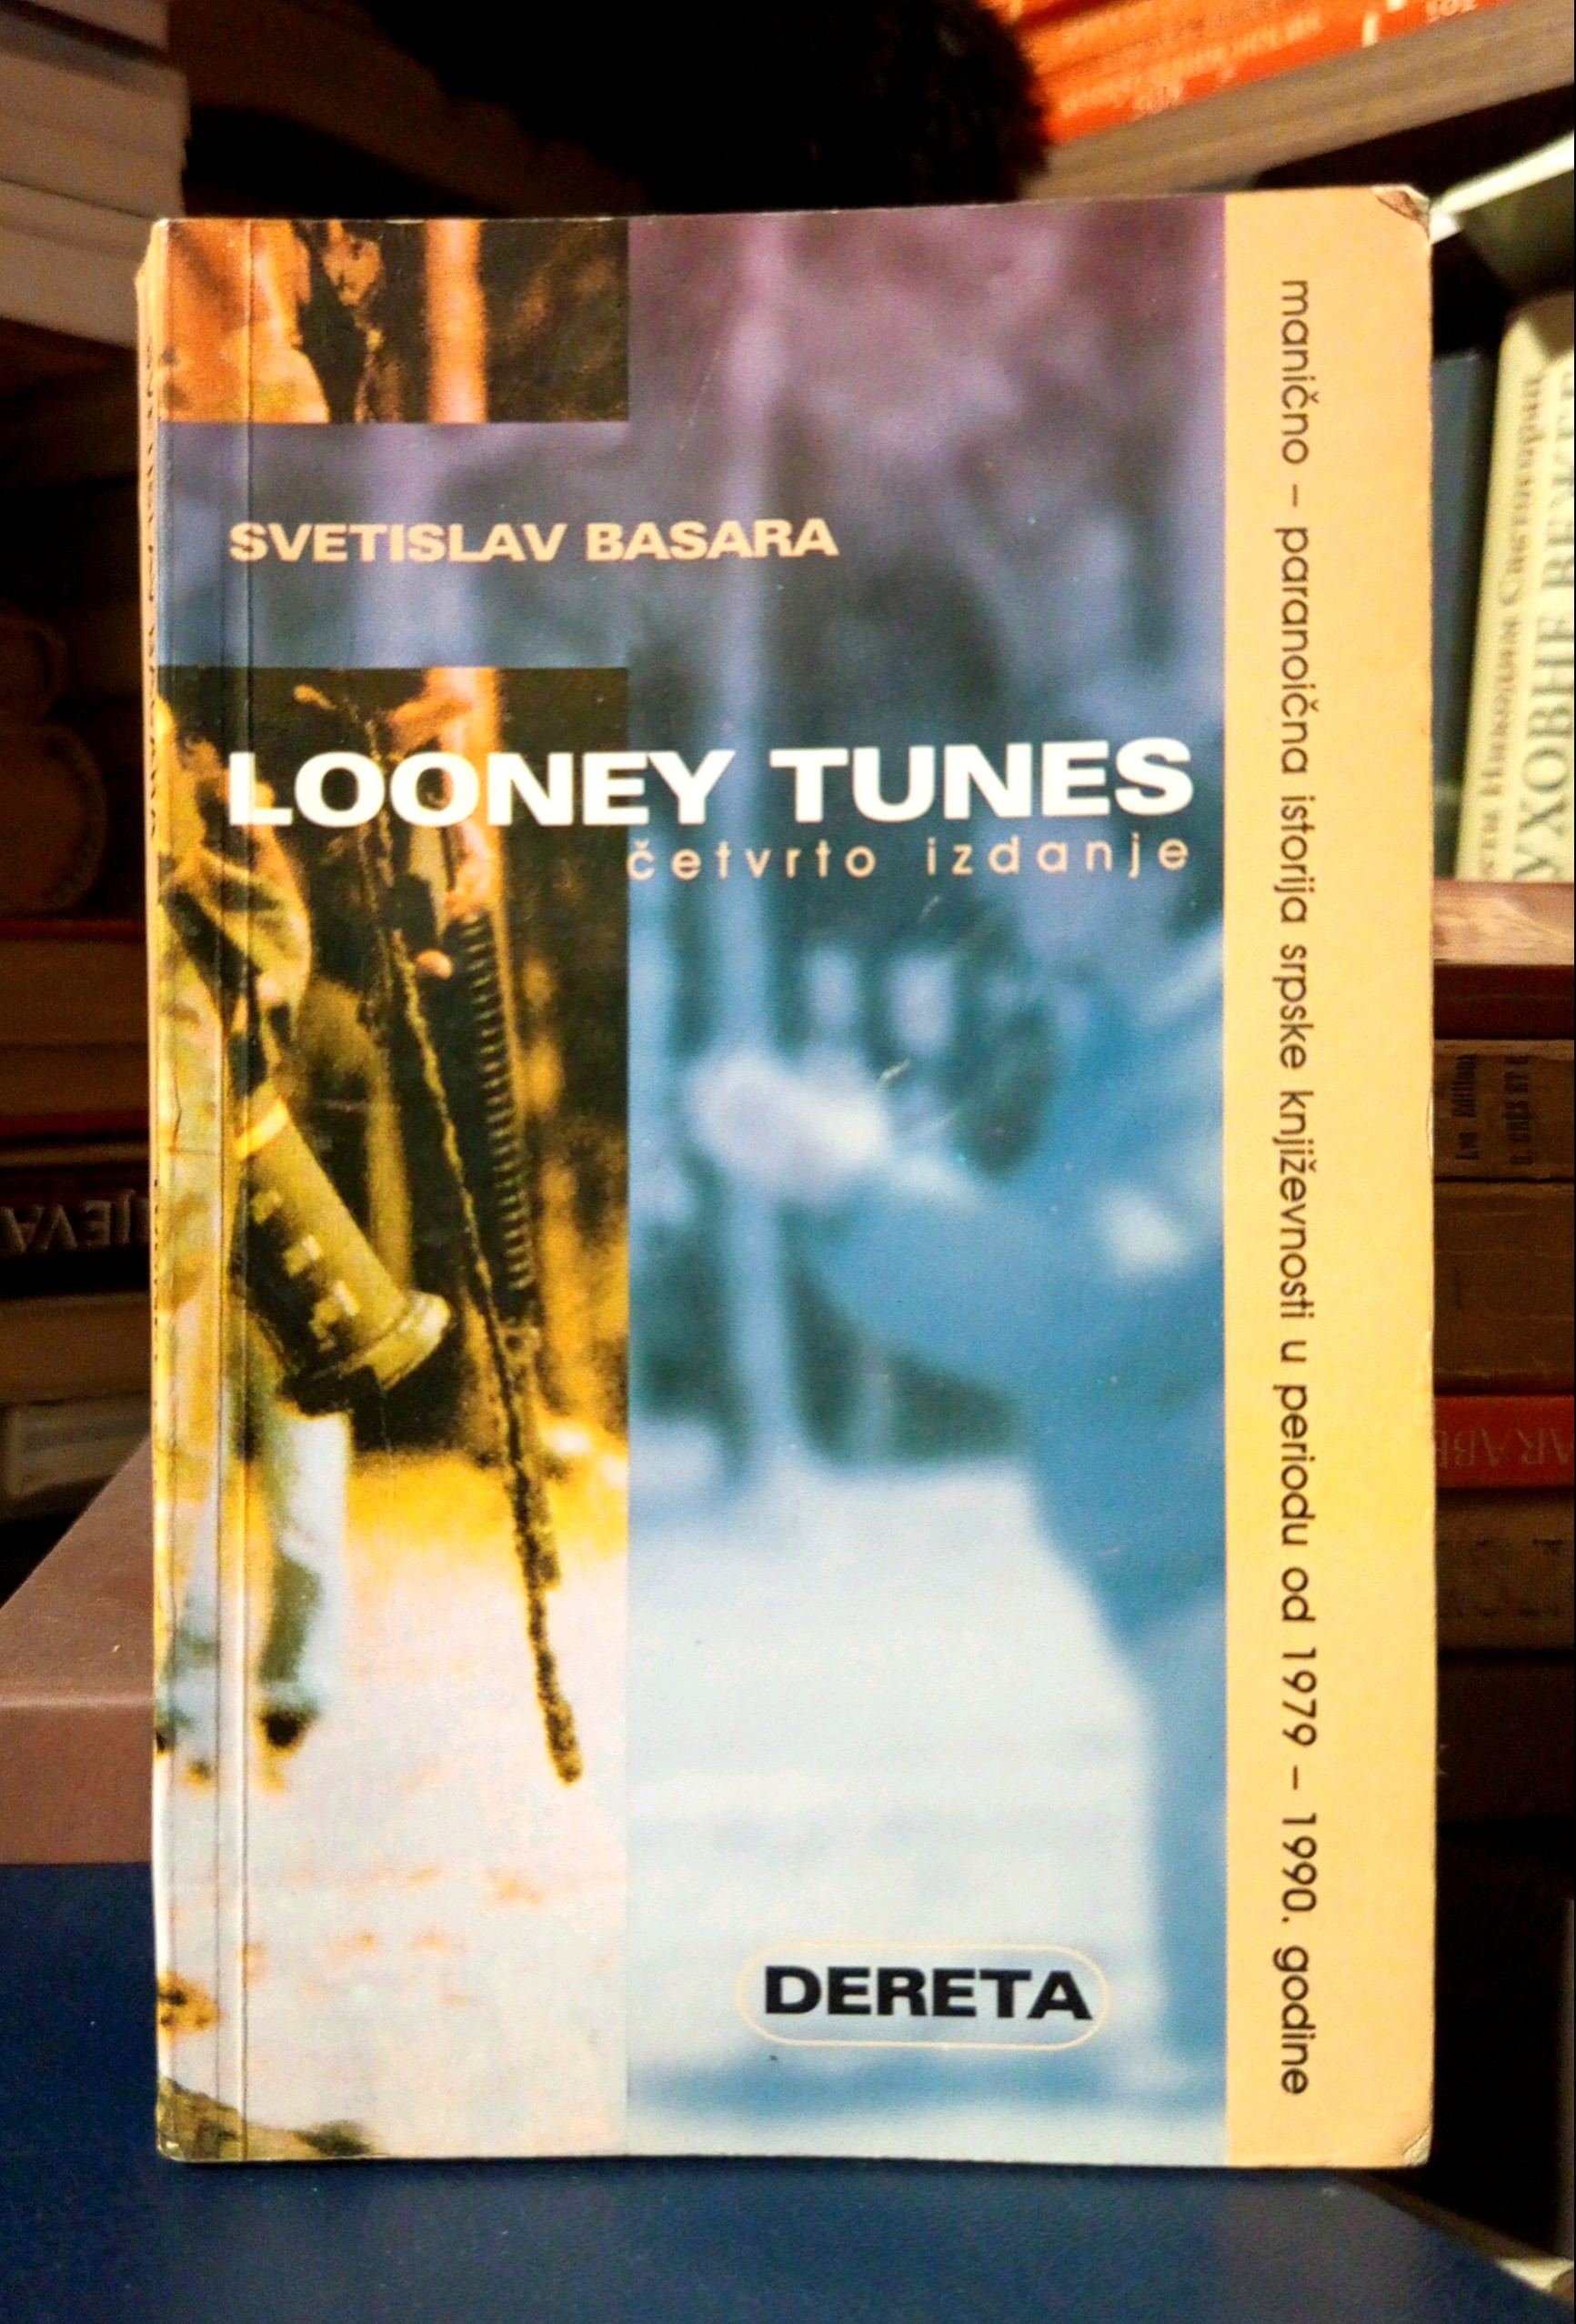 SVETISLAV BASARA
LOONEY TUNES
četvrto izdanje
DERETA
manično – paranoična istorija srpske književnosti u periodu od 1979 – 1990. godine